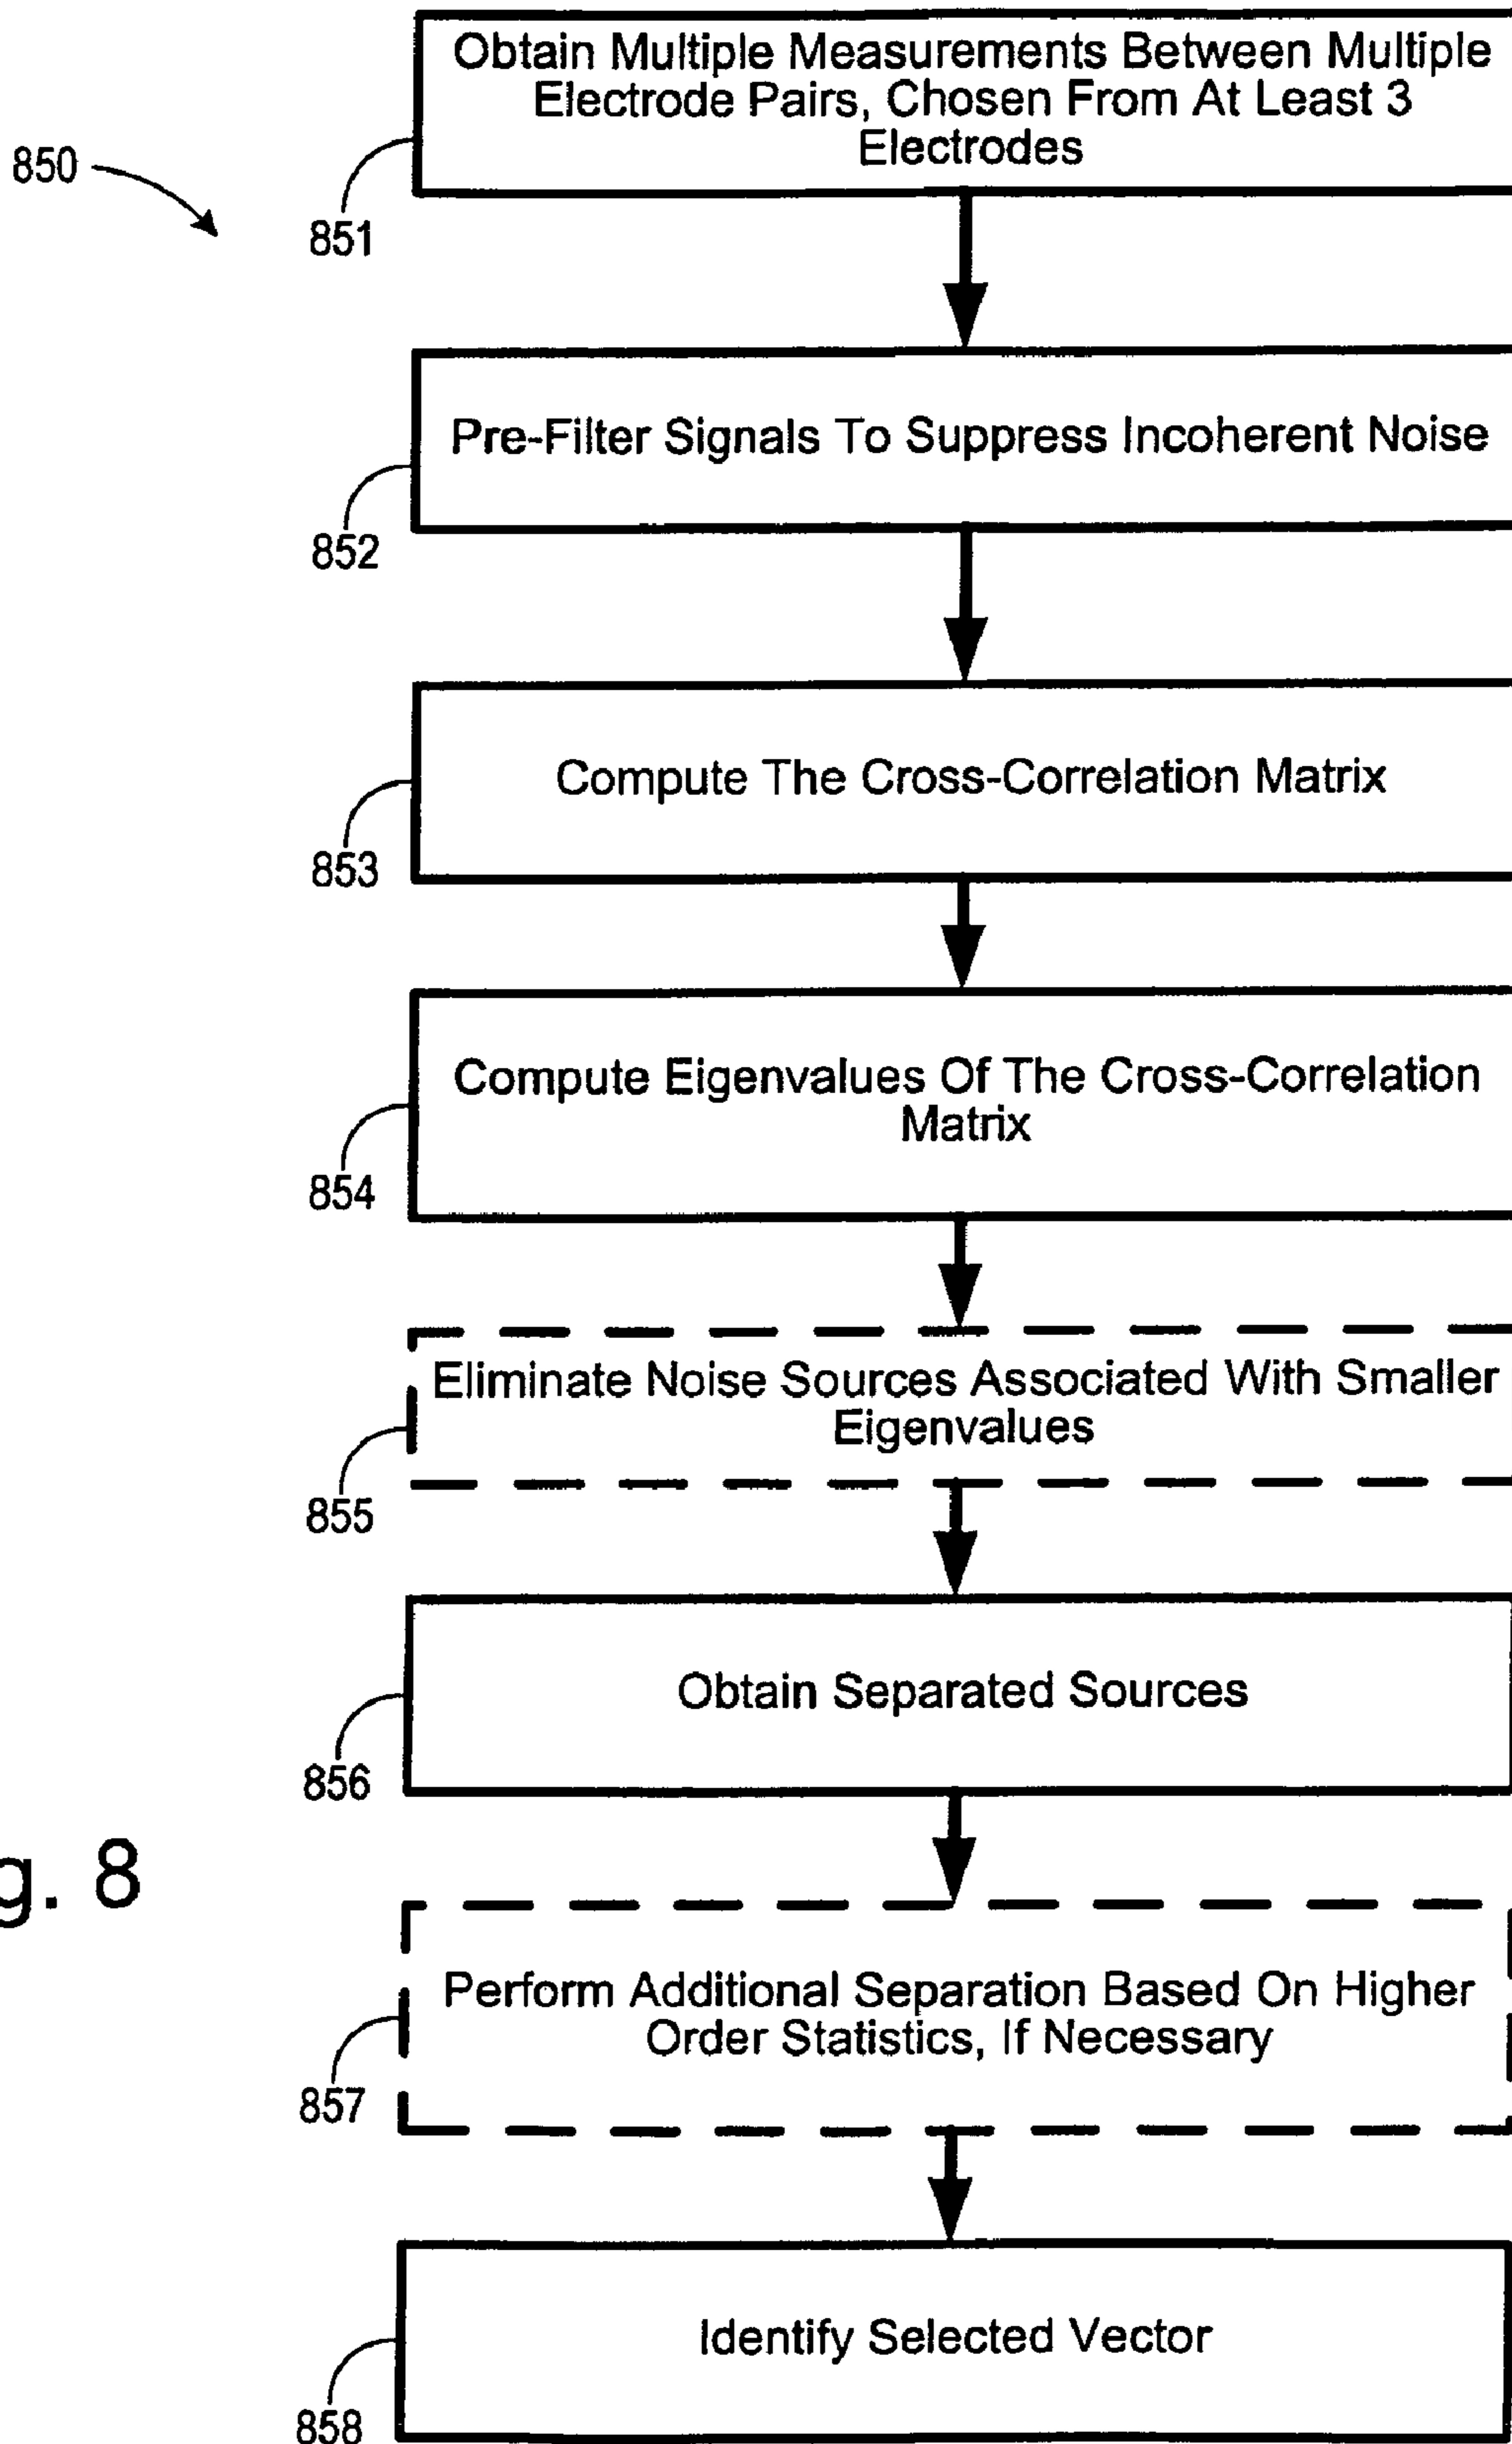 Obtain Multiple Measurements Between Multiple
Electrode Pairs, Chosen From At Least 3
Electrodes
850
851
Pre-Filter Signals To Suppress Incoherent Noise
852
Compute The Cross-Correlation Matrix
853
Compute Eigenvalues Of The Cross-Correlation
Matrix
854
Eliminate Noise Sources Associated With Smaller
Eigenvalues
855
Obtain Separated Sources
856
g. 8
Perform Additional Separation Based On Higher
Order Statistics, If Necessary
857
Identify Selected Vector
858